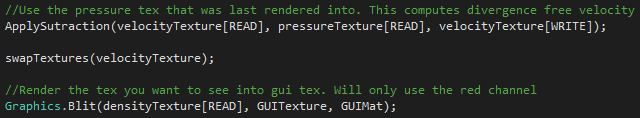 //Use the pressure tex that was last rendered into. This computes divergence free velocity
ApplySutraction(velocityTexture[READ], pressureTexture[READ], velocityTexture[WRITE]);
swapTextures(velocityTexture);
//Render the tex you want to see into gui tex. Will only use the red channel
Graphics.Blit(densityTexture[READ], GUITexture, GUIMat);